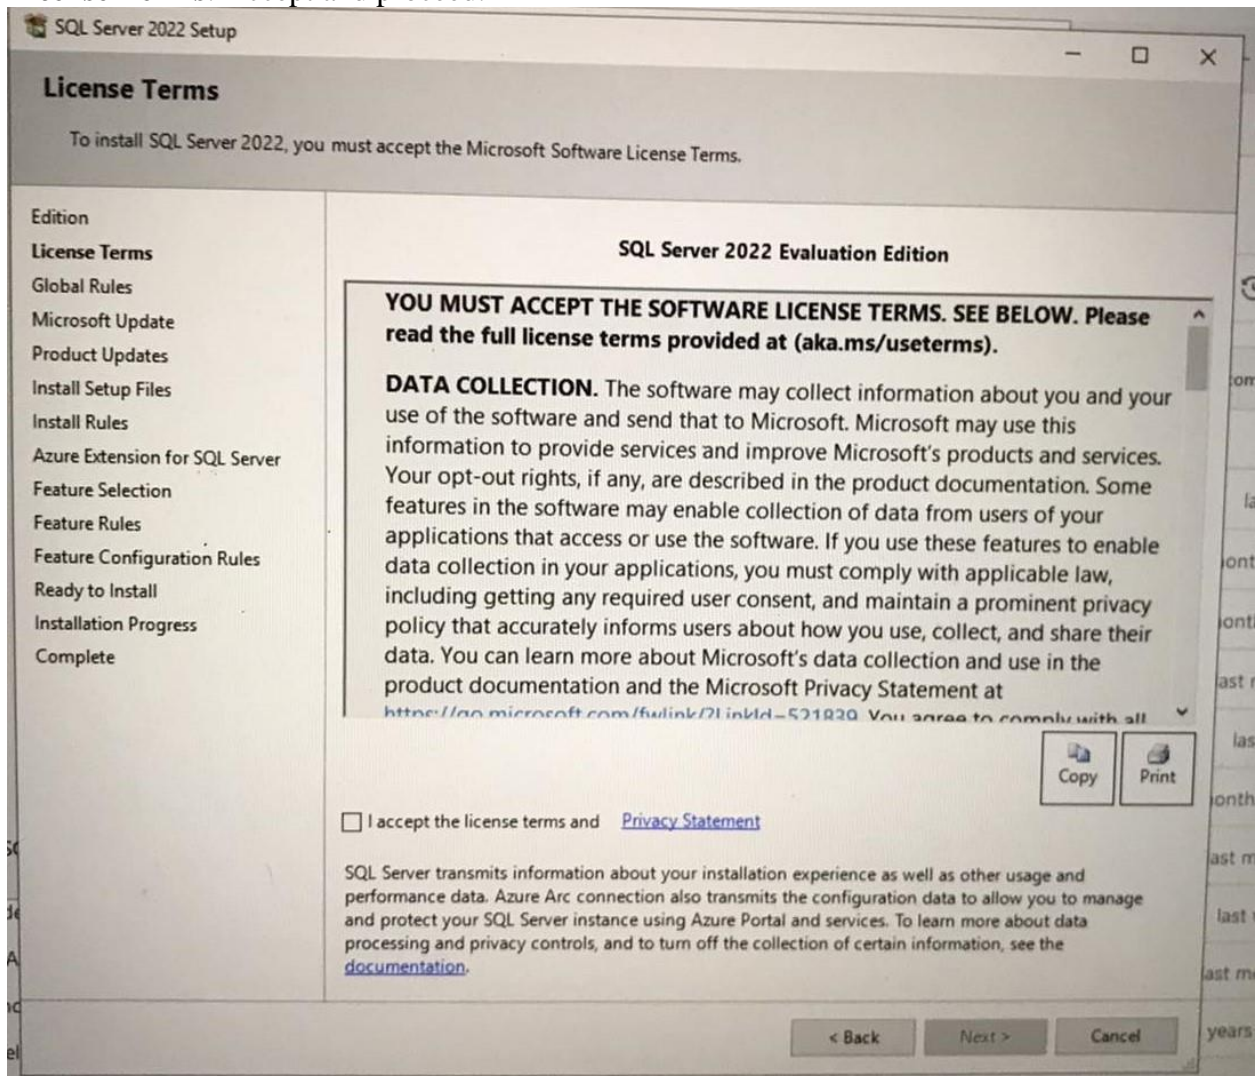 SQL Server 2022 Setup
License Terms
To install SQL Server 2022, you must accept the Microsoft Software License Terms.
Edition
License Terms
Global Rules
Microsoft Update
Product Updates
Install Setup Files
Install Rules
Azure Extension for SQL Server
Feature Selection
Feature Rules
Feature Configuration Rules
Ready to Install
Installation Progress
Complete
SQL Server 2022 Evaluation Edition
YOU MUST ACCEPT THE SOFTWARE LICENSE TERMS. SEE BELOW. Please
read the full license terms provided at (aka.ms/useterms).
DATA COLLECTION. The software may collect information about you and your
use of the software and send that to Microsoft. Microsoft may use this
information to provide services and improve Microsoft's products and services.
Your opt-out rights, if any, are described in the product documentation. Some
features in the software may enable collection of data from users of your
applications that access or use the software. If you use these features to enable
data collection in your applications, you must comply with applicable law,
including getting any required user consent, and maintain a prominent privacy
policy that accurately informs users about how you use, collect, and share their
data. You can learn more about Microsoft's data collection and use in the
product documentation and the Microsoft Privacy Statement at
https://go.microsoft.com/fwlink/?LinkId=521839. You agree to comply with all
Copy
Print
I accept the license terms and Privacy Statement
SQL Server transmits information about your installation experience as well as other usage and
performance data. Azure Arc connection also transmits the configuration data to allow you to manage
and protect your SQL Server instance using Azure Portal and services. To learn more about data
processing and privacy controls, and to turn off the collection of certain information, see the
documentation.
< Back
Next >
Cancel
years